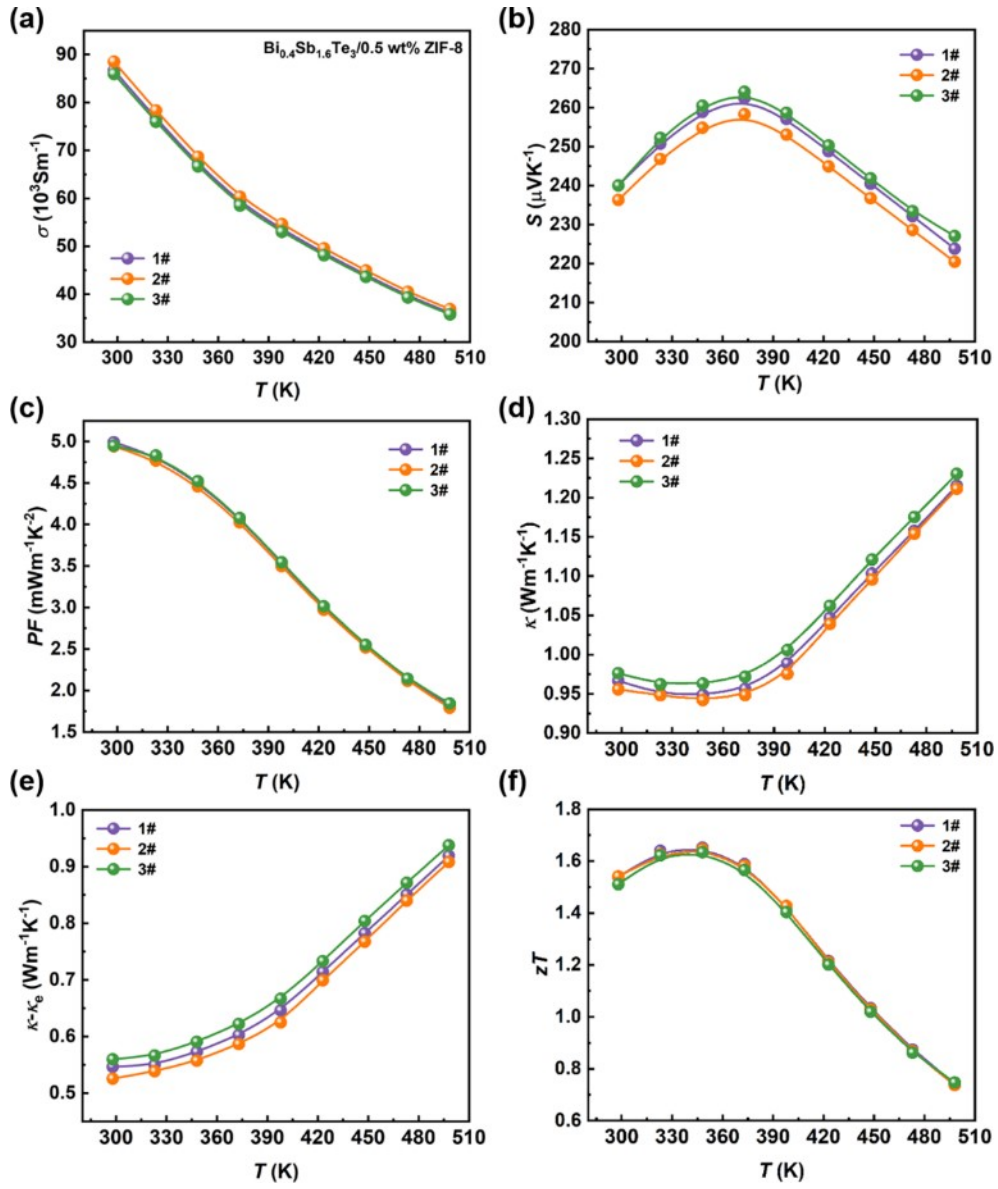 (a)
Bi0.4Sb1.6Te3/0.5 wt% ZIF-8
σ (10³Sm⁻¹)
90
80
70
60
50
40
30
1#
2#
3#
300 330 360 390 420 450 480 510
T (K)
(b)
S (μVK⁻¹)
280
270
260
250
240
230
220
210
200
1#
2#
3#
300 330 360 390 420 450 480 510
T (K)
(c)
PF (mWm⁻¹K⁻²)
5.0
4.5
4.0
3.5
3.0
2.5
2.0
1.5
1#
2#
3#
300 330 360 390 420 450 480 510
T (K)
(d)
κ (Wm⁻¹K⁻¹)
1.30
1.25
1.20
1.15
1.10
1.05
1.00
0.95
0.90
1#
2#
3#
300 330 360 390 420 450 480 510
T (K)
(e)
κ-κe (Wm⁻¹K⁻¹)
1.0
0.9
0.8
0.7
0.6
0.5
1#
2#
3#
300 330 360 390 420 450 480 510
T (K)
(f)
zT
1.8
1.6
1.4
1.2
1.0
0.8
0.6
1#
2#
3#
300 330 360 390 420 450 480 510
T (K)